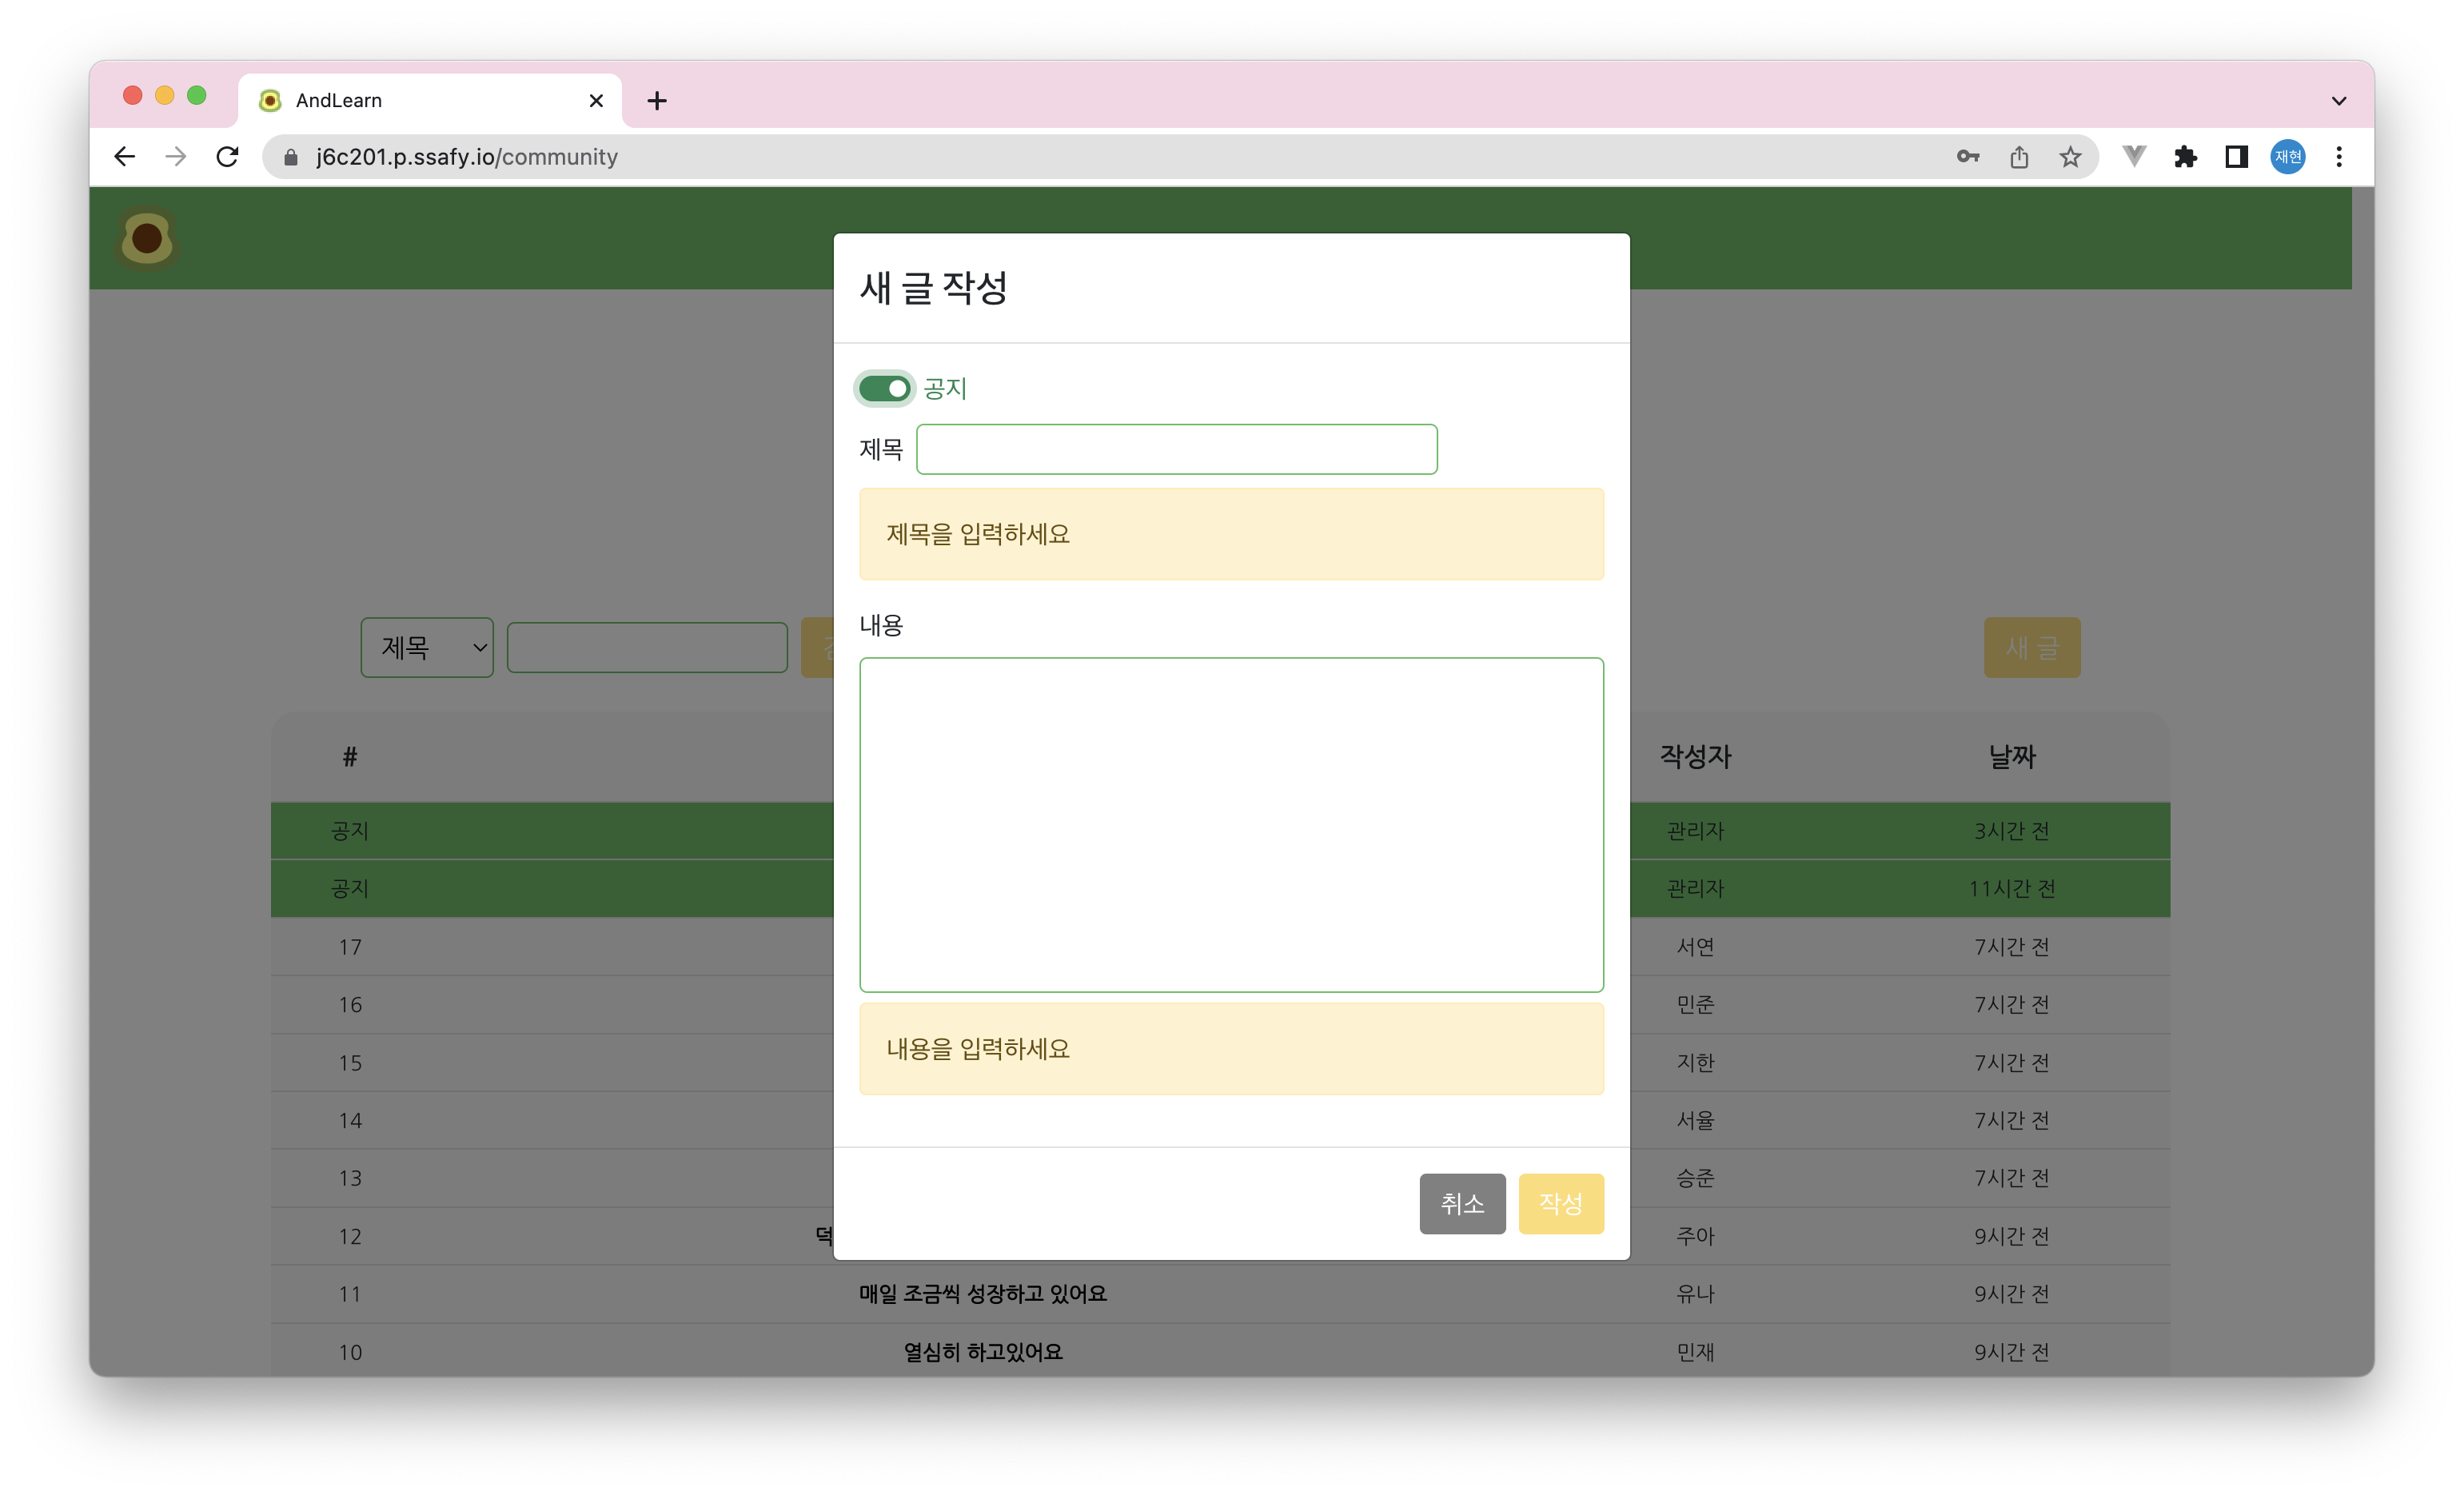 AndLearn
j6c201.p.ssafy.io/community
재현
새 글 작성
공지
제목
제목을 입력하세요
내용
내용을 입력하세요
취소 작성
제목
새 글
# 작성자 날짜
공지 관리자 3시간 전
공지 관리자 11시간 전
17 서연 7시간 전
16 민준 7시간 전
15 지한 7시간 전
14 서율 7시간 전
13 승준 7시간 전
12 덕 주아 9시간 전
11 매일 조금씩 성장하고 있어요 유나 9시간 전
10 열심히 하고있어요 민재 9시간 전